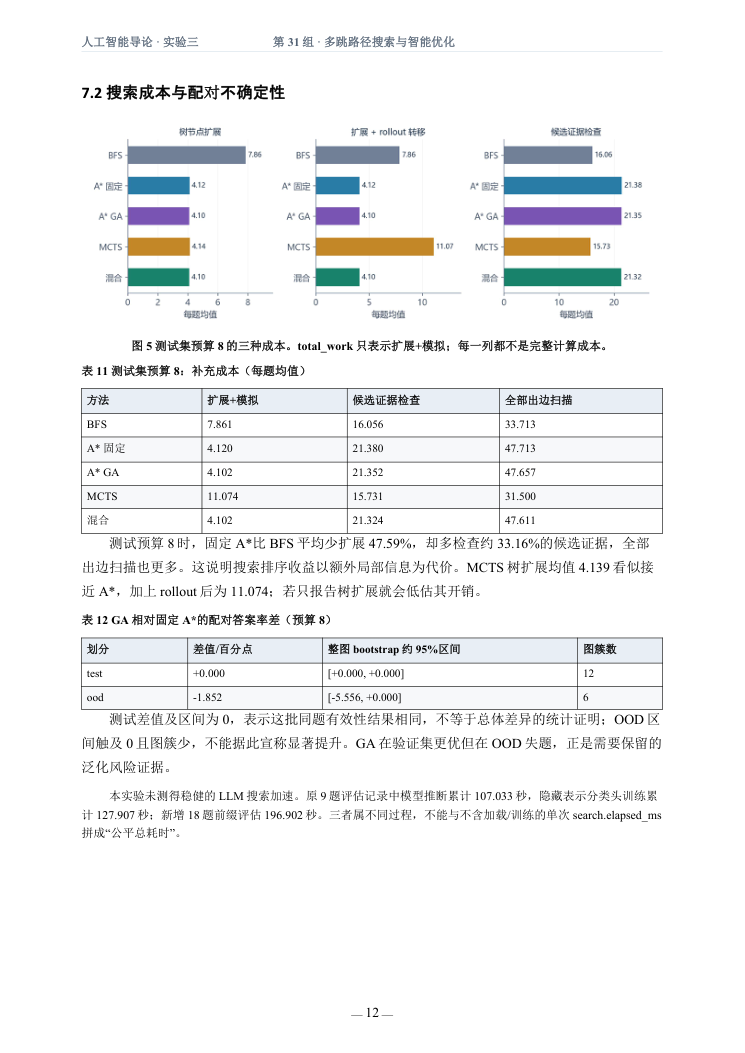 人工智能导论 · 实验三 第 31 组 · 多跳路径搜索与智能优化
7.2 搜索成本与配对不确定性
树节点扩展
BFS 7.86
A* 固定 4.12
A* GA 4.10
MCTS 4.14
混合 4.10
0 2 4 6 8
每题均值
扩展 + rollout 转移
BFS 7.86
A* 固定 4.12
A* GA 4.10
MCTS 11.07
混合 4.10
0 5 10
每题均值
候选证据检查
BFS 16.06
A* 固定 21.38
A* GA 21.35
MCTS 15.73
混合 21.32
0 10 20
每题均值
图 5 测试集预算 8 的三种成本。total_work 只表示扩展+模拟；每一列都不是完整计算成本。
表 11 测试集预算 8：补充成本（每题均值）
方法 扩展+模拟 候选证据检查 全部出边扫描
BFS 7.861 16.056 33.713
A* 固定 4.120 21.380 47.713
A* GA 4.102 21.352 47.657
MCTS 11.074 15.731 31.500
混合 4.102 21.324 47.611
测试预算 8 时，固定 A*比 BFS 平均少扩展 47.59%，却多检查约 33.16%的候选证据，全部
出边扫描也更多。这说明搜索排序收益以额外局部信息为代价。MCTS 树扩展均值 4.139 看似接
近 A*，加上 rollout 后为 11.074；若只报告树扩展就会低估其开销。
表 12 GA 相对固定 A*的配对答案率差（预算 8）
划分 差值/百分点 整图 bootstrap 约 95%区间 图簇数
test +0.000 [+0.000, +0.000] 12
ood -1.852 [-5.556, +0.000] 6
测试差值及区间为 0，表示这批同题有效性结果相同，不等于总体差异的统计证明；OOD 区
间触及 0 且图簇少，不能据此宣称显著提升。GA 在验证集更优但在 OOD 失题，正是需要保留的
泛化风险证据。
本实验未测得稳健的 LLM 搜索加速。原 9 题评估记录中模型推断累计 107.033 秒，隐藏表示分类头训练累
计 127.907 秒；新增 18 题前缀评估 196.902 秒。三者属不同过程，不能与不含加载/训练的单次 search.elapsed_ms
拼成“公平总耗时”。
— 12 —